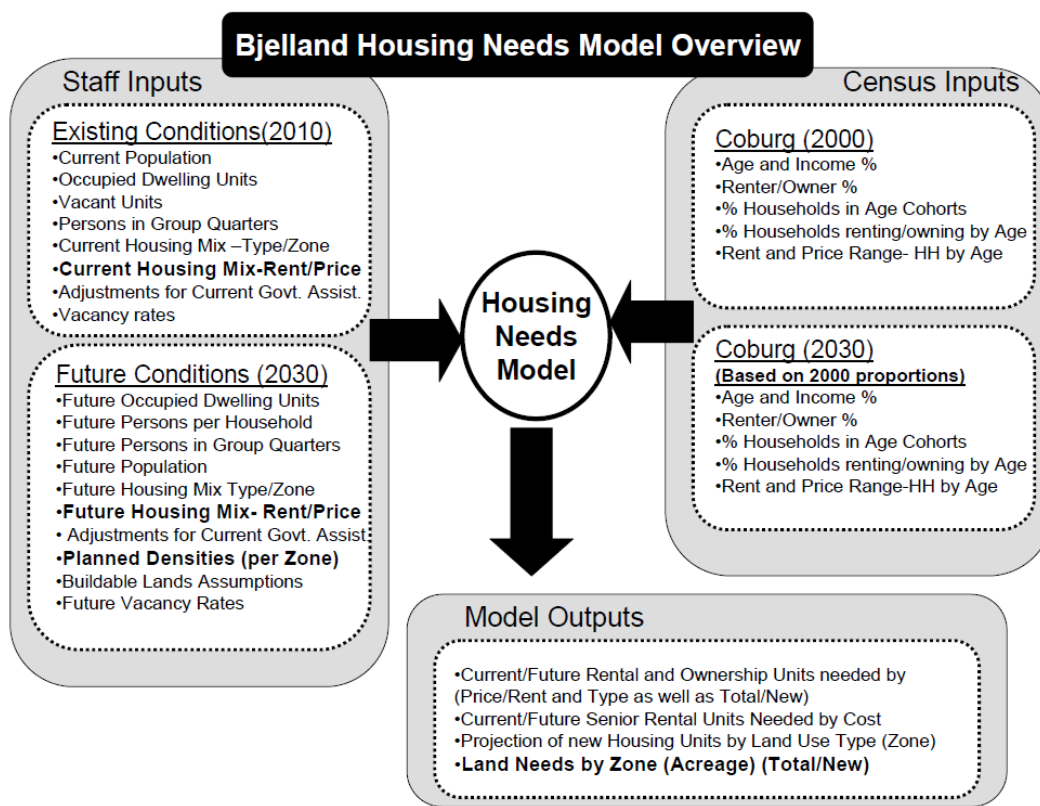 Bjelland Housing Needs Model Overview
Staff Inputs
Existing Conditions(2010)
•Current Population
•Occupied Dwelling Units
•Vacant Units
•Persons in Group Quarters
•Current Housing Mix –Type/Zone
•Current Housing Mix-Rent/Price
•Adjustments for Current Govt. Assist.
•Vacancy rates
Future Conditions (2030)
•Future Occupied Dwelling Units
•Future Persons per Household
•Future Persons in Group Quarters
•Future Population
•Future Housing Mix Type/Zone
•Future Housing Mix- Rent/Price
• Adjustments for Current Govt. Assist.
•Planned Densities (per Zone)
•Buildable Lands Assumptions
•Future Vacancy Rates
Housing
Needs
Model
Census Inputs
Coburg (2000)
•Age and Income %
•Renter/Owner %
•% Households in Age Cohorts
•% Households renting/owning by Age
•Rent and Price Range- HH by Age
Coburg (2030)
(Based on 2000 proportions)
•Age and Income %
•Renter/Owner %
•% Households in Age Cohorts
•% Households renting/owning by Age
•Rent and Price Range-HH by Age
Model Outputs
•Current/Future Rental and Ownership Units needed by
(Price/Rent and Type as well as Total/New)
•Current/Future Senior Rental Units Needed by Cost
•Projection of new Housing Units by Land Use Type (Zone)
•Land Needs by Zone (Acreage) (Total/New)